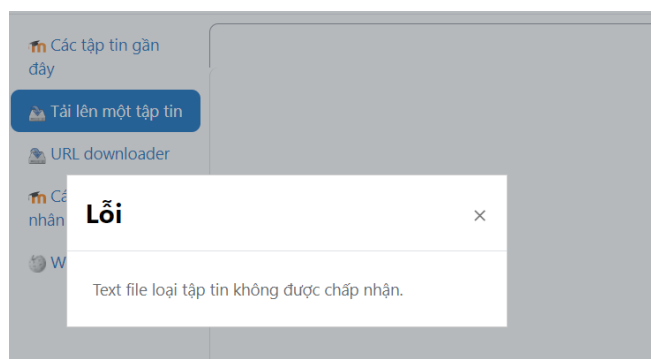 Các tập tin gần
đây
Tải lên một tập tin
URL downloader
nhân
Lỗi
×
Text file loại tập tin không được chấp nhận.